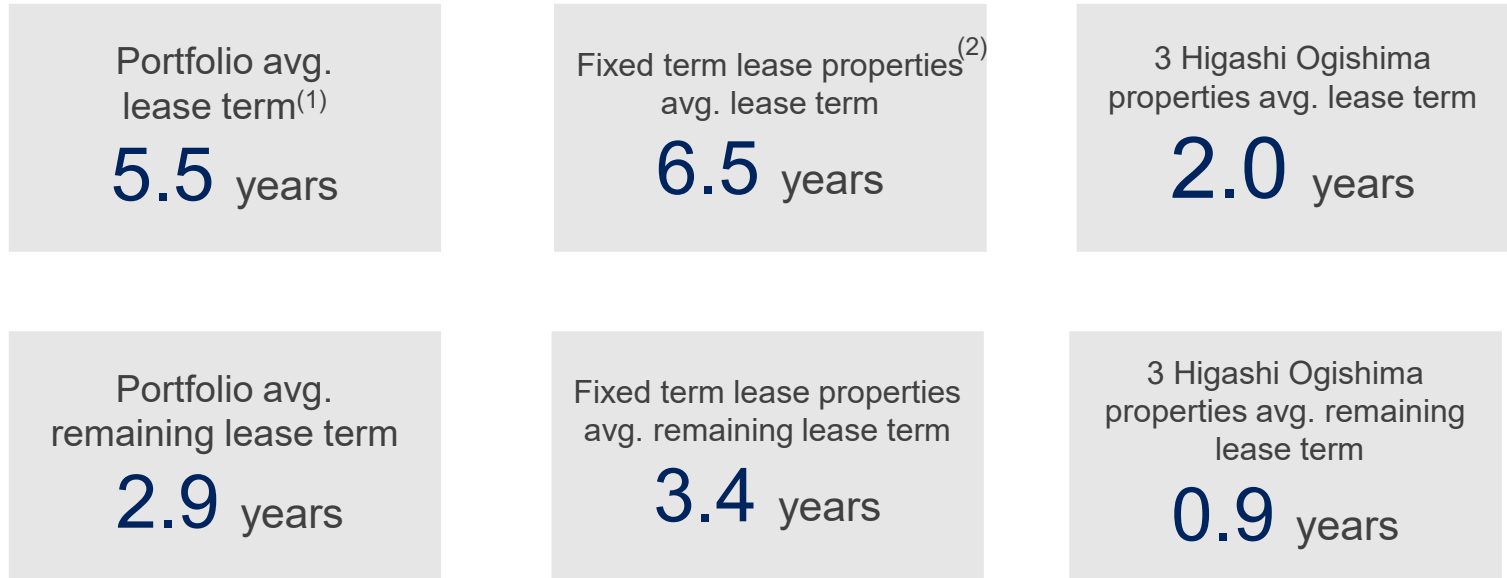 Portfolio avg.
lease term(1)
5.5 years
Fixed term lease properties(2)
avg. lease term
6.5 years
3 Higashi Ogishima
properties avg. lease term
2.0 years
Portfolio avg.
remaining lease term
2.9 years
Fixed term lease properties
avg. remaining lease term
3.4 years
3 Higashi Ogishima
properties avg. remaining
lease term
0.9 years